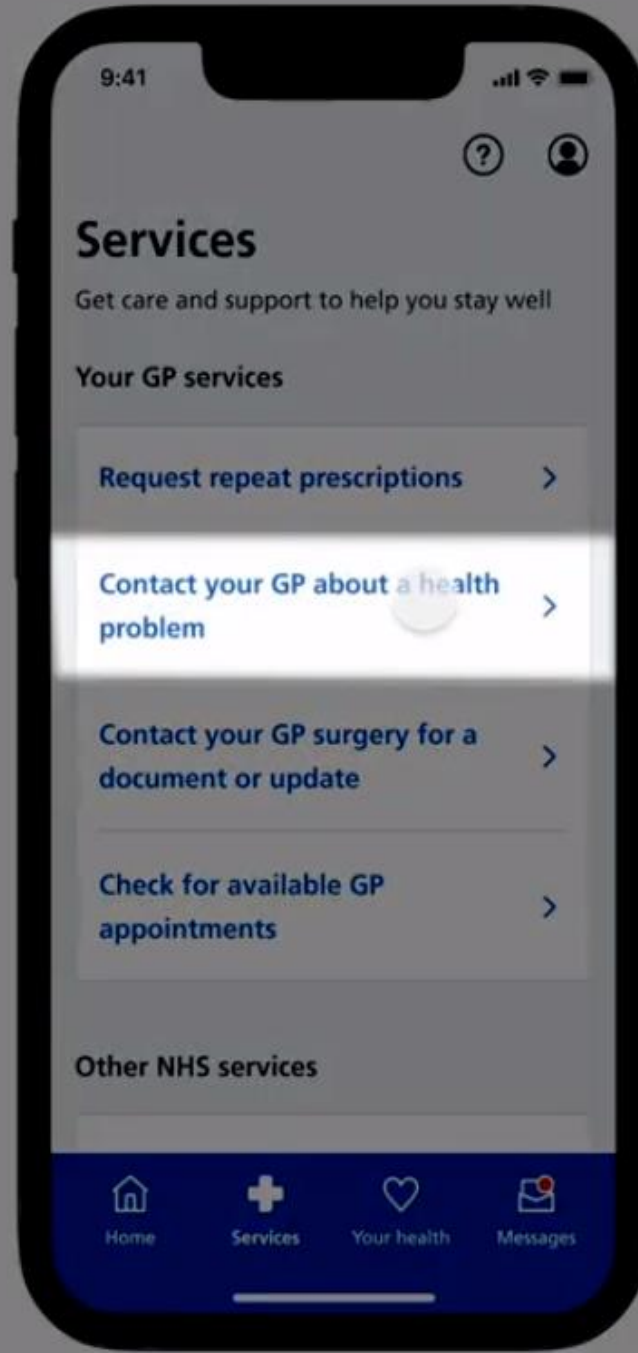 9:41
Services
Get care and support to help you stay well
Your GP services
Request repeat prescriptions
Contact your GP about a health
problem
Contact your GP surgery for a
document or update
Check for available GP
appointments
Other NHS services
Home Services Your health Messages